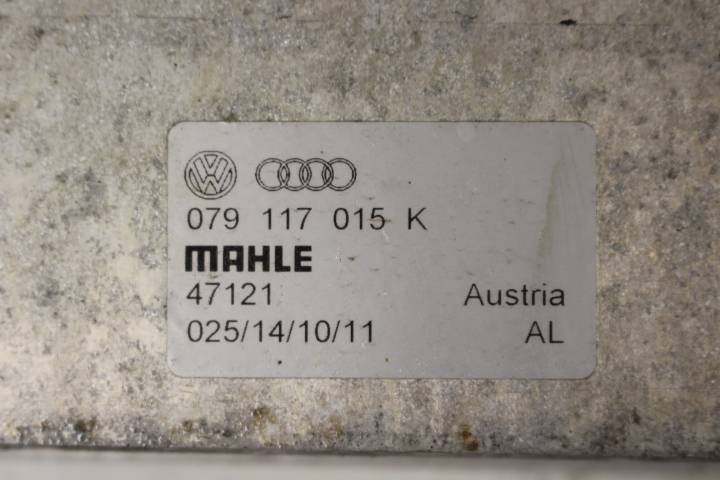 079 117 015 K
MAHLE
47121 Austria
025/14/10/11 AL